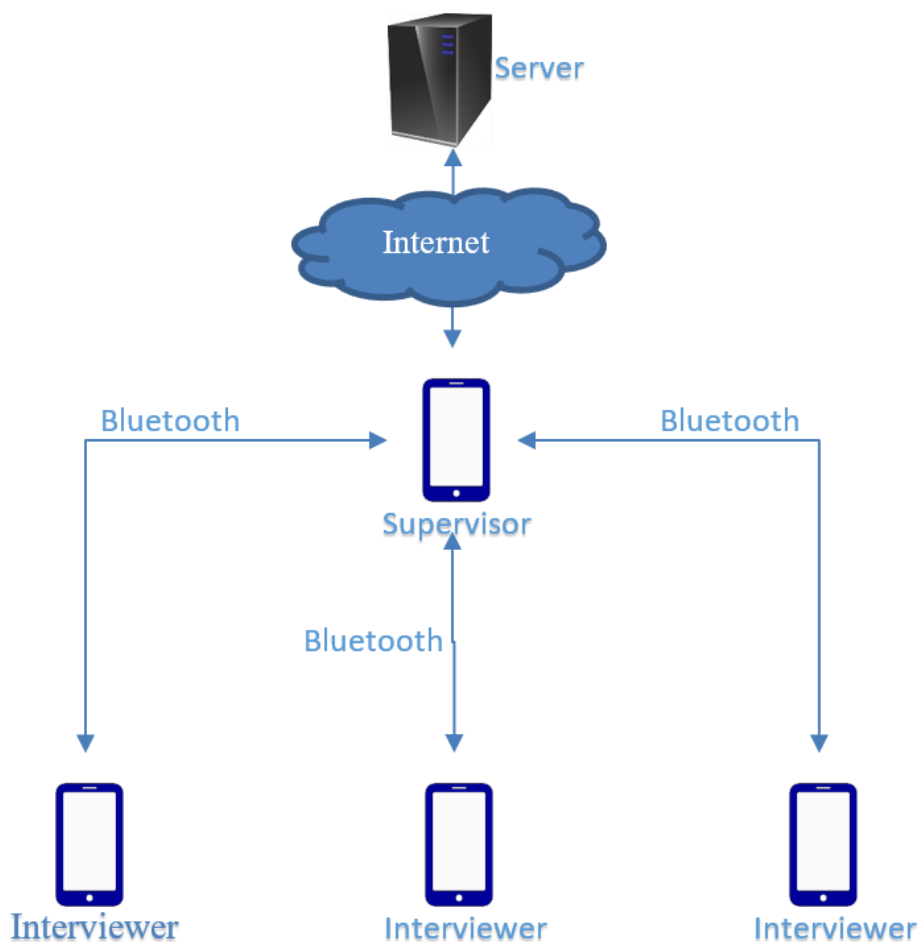 Server
Internet
Bluetooth
Bluetooth
Supervisor
Bluetooth
Interviewer
Interviewer
Interviewer